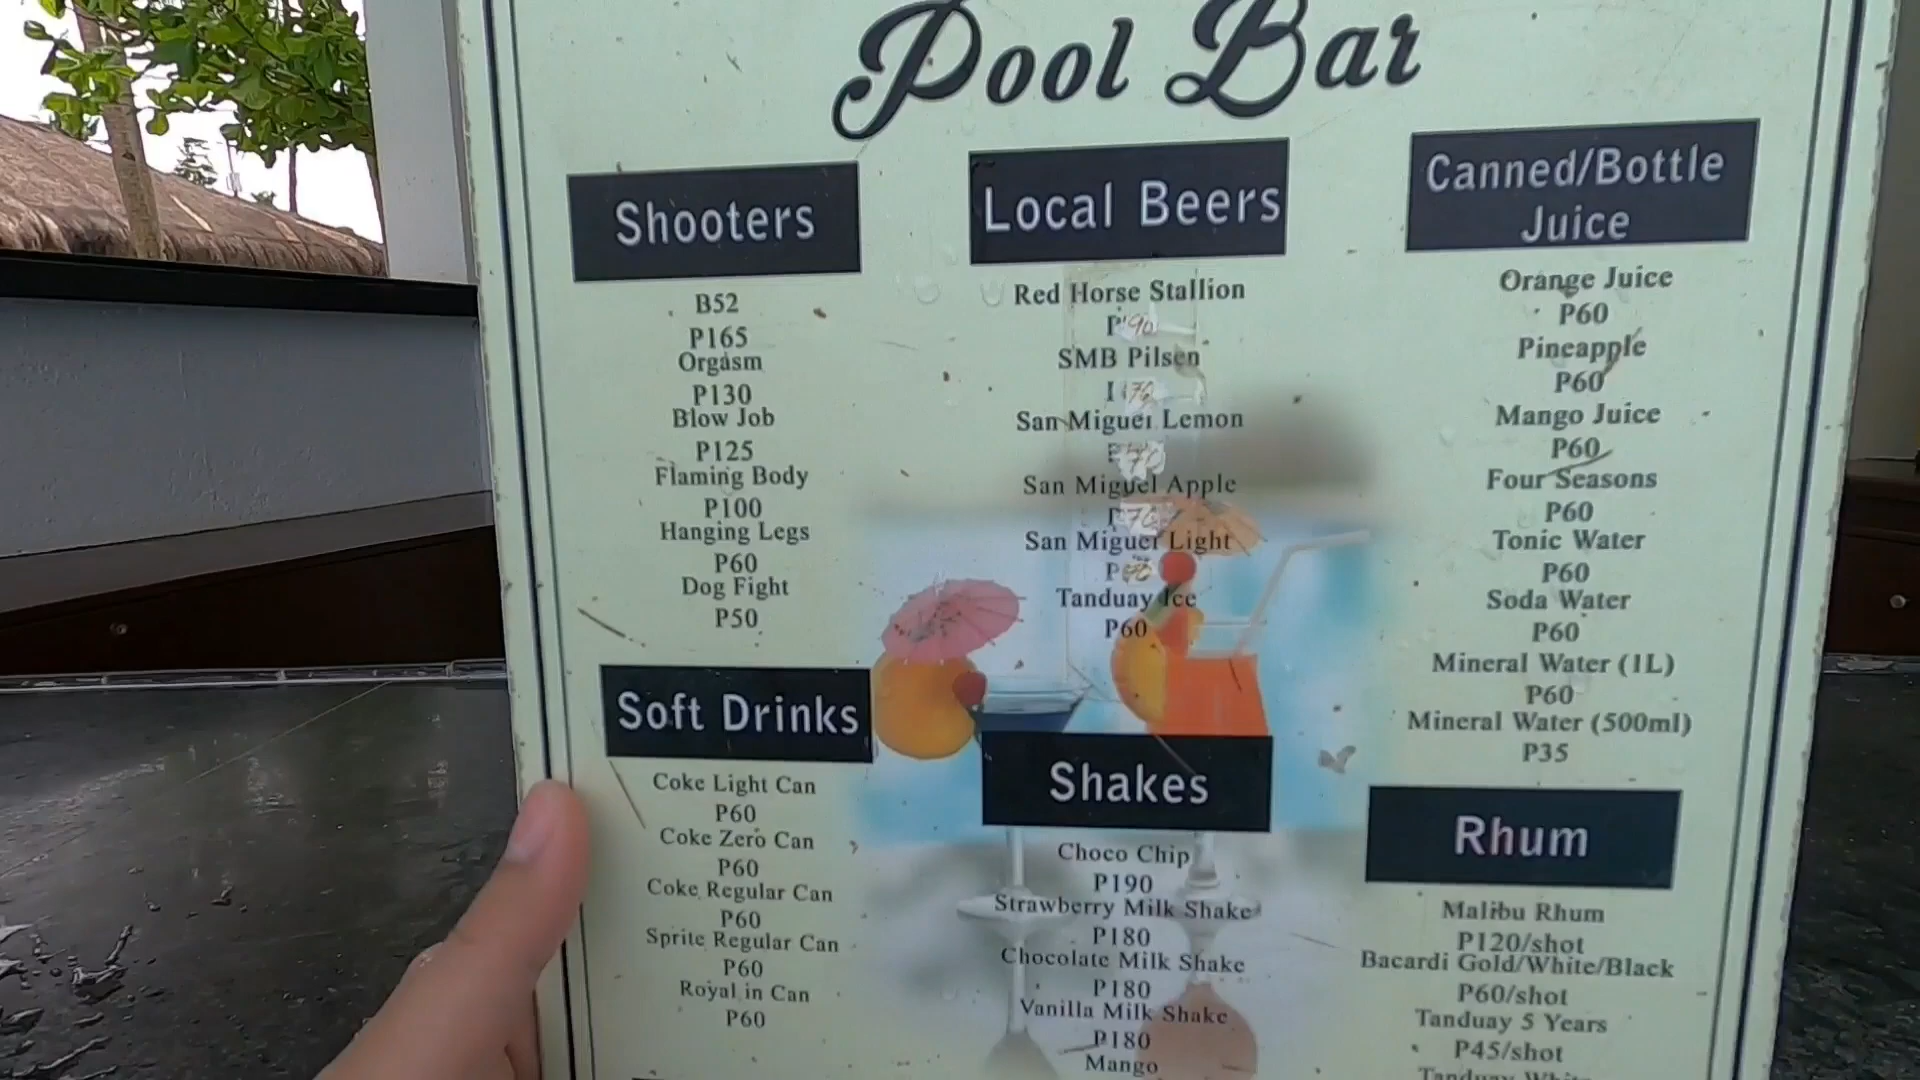 Pool Bar
Shooters
B52
P165
Orgasm
P130
Blow Job
P125
Flaming Body
P100
Hanging Legs
P60
Dog Fight
P50
Soft Drinks
Coke Light Can
P60
Coke Zero Can
P60
Coke Regular Can
P60
Sprite Regular Can
P60
Royal in Can
P60
Local Beers
Red Horse Stallion
P 90
SMB Pilsen
70
San Miguel Lemon
70
San Miguel Apple
70
San Miguel Light
P
Tanduay Ice
P60
Shakes
Choco Chip
P190
Strawberry Milk Shake
P180
Chocolate Milk Shake
P180
Vanilla Milk Shake
P180
Mango
Canned/Bottle
Juice
Orange Juice
P60
Pineapple
P60
Mango Juice
P60
Four Seasons
P60
Tonic Water
P60
Soda Water
P60
Mineral Water (1L)
P60
Mineral Water (500ml)
P35
Rhum
Malibu Rhum
P120/shot
Bacardi Gold/White/Black
P60/shot
Tanduay 5 Years
P45/shot
Tanduay White